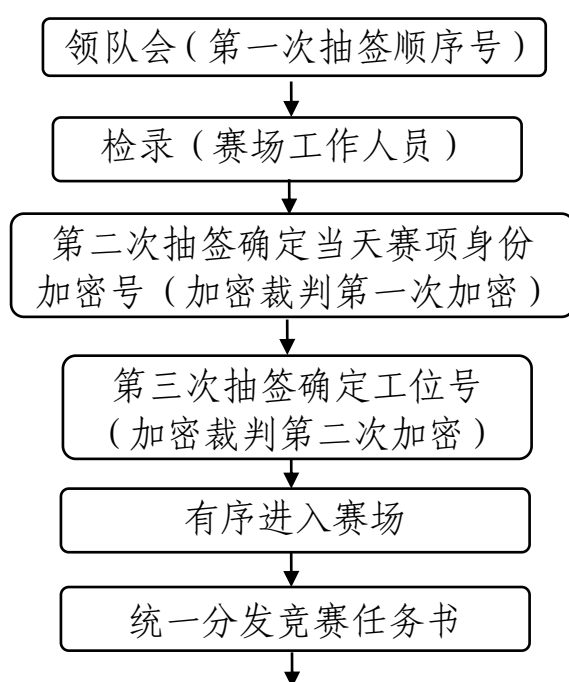 领队会(第一次抽签顺序号)
检录(赛场工作人员)
第二次抽签确定当天赛项身份
加密号(加密裁判第一次加密)
第三次抽签确定工位号
(加密裁判第二次加密)
有序进入赛场
统一分发竞赛任务书